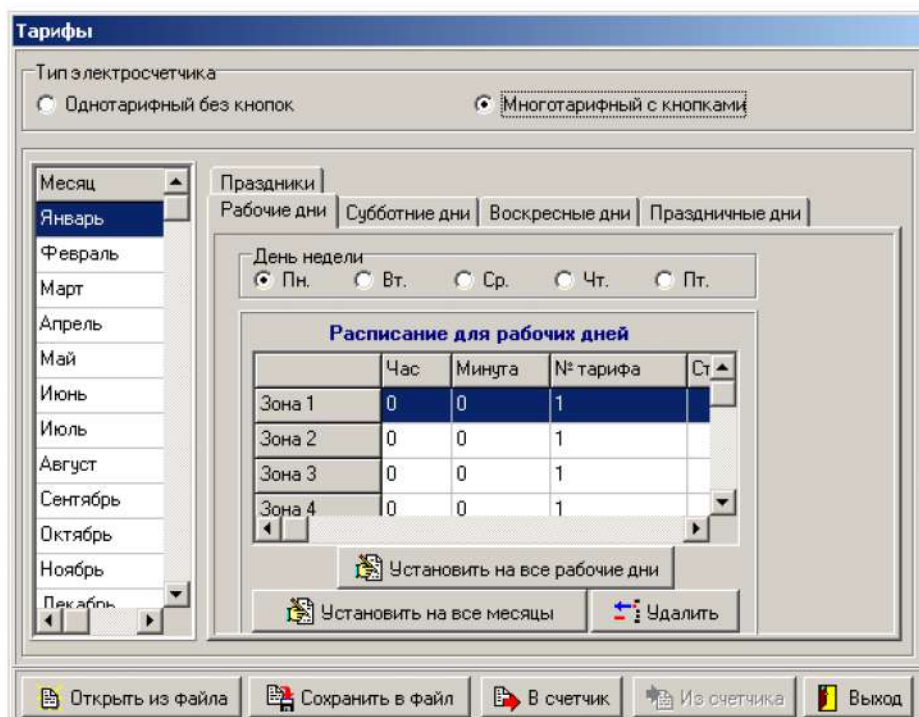 Тарифы
Тип электросчетчика
Однотарифный без кнопок Многотарифный с кнопками
Месяц
Январь
Февраль
Март
Апрель
Май
Июнь
Июль
Август
Сентябрь
Октябрь
Ноябрь
Декабрь
Праздники
Рабочие дни Субботние дни Воскресные дни Праздничные дни
День недели
Пн. Вт. Ср. Чт. Пт.
Расписание для рабочих дней
Час Минута № тарифа Ст
Зона 1 0 0 1
Зона 2 0 0 1
Зона 3 0 0 1
Зона 4 0 0 1
Установить на все рабочие дни
Установить на все месяцы Удалить
Открыть из файла Сохранить в файл В счетчик Из счетчика Выход